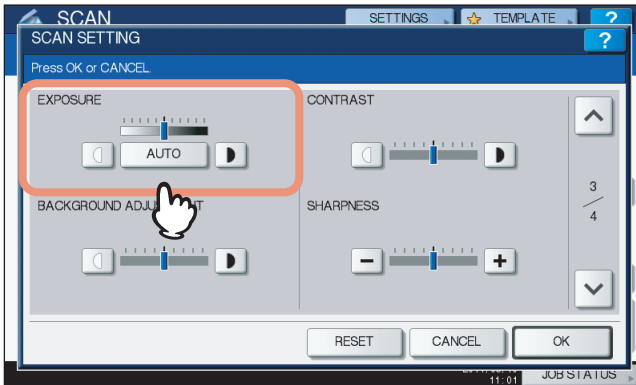 SCAN
SETTINGS
TEMPLATE
?
SCAN SETTING
?
Press OK or CANCEL.
EXPOSURE
AUTO
CONTRAST
BACKGROUND
SHARPNESS
3
4
RESET
CANCEL
OK
11:01
JOB STATUS